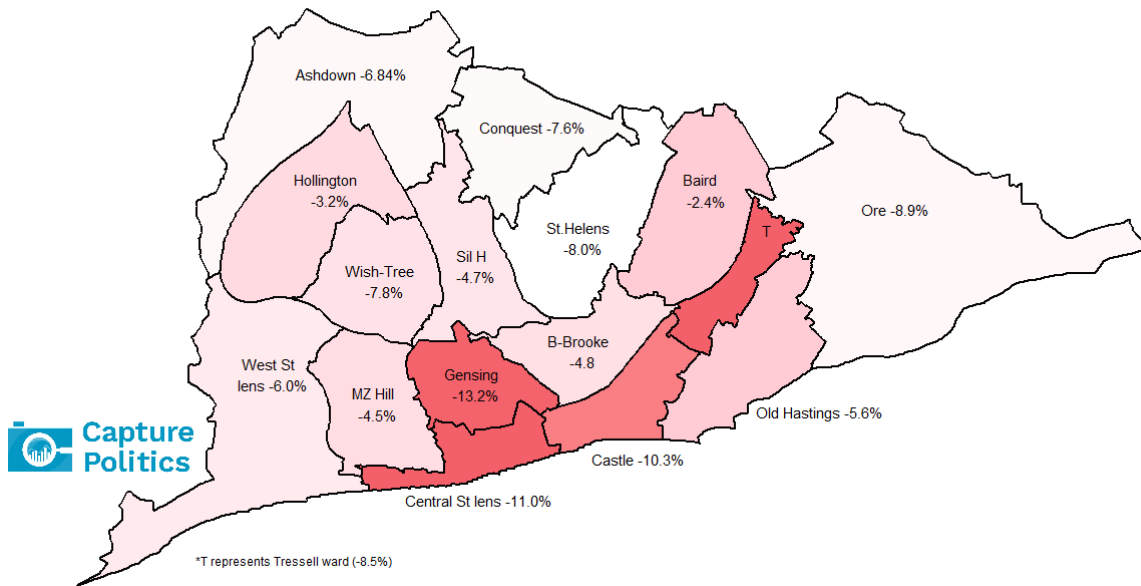 Ashdown -6.84%
Conquest -7.6%
Hollington
-3.2%
Baird
-2.4%
Ore -8.9%
St.Helens
-8.0%
T
Sil H
-4.7%
Wish-Tree
-7.8%
B-Brooke
-4.8
West St
lens -6.0%
Gensing
-13.2%
MZ Hill
-4.5%
Old Hastings -5.6%
Capture
Politics
Castle -10.3%
Central St lens -11.0%
*T represents Tressell ward (-8.5%)